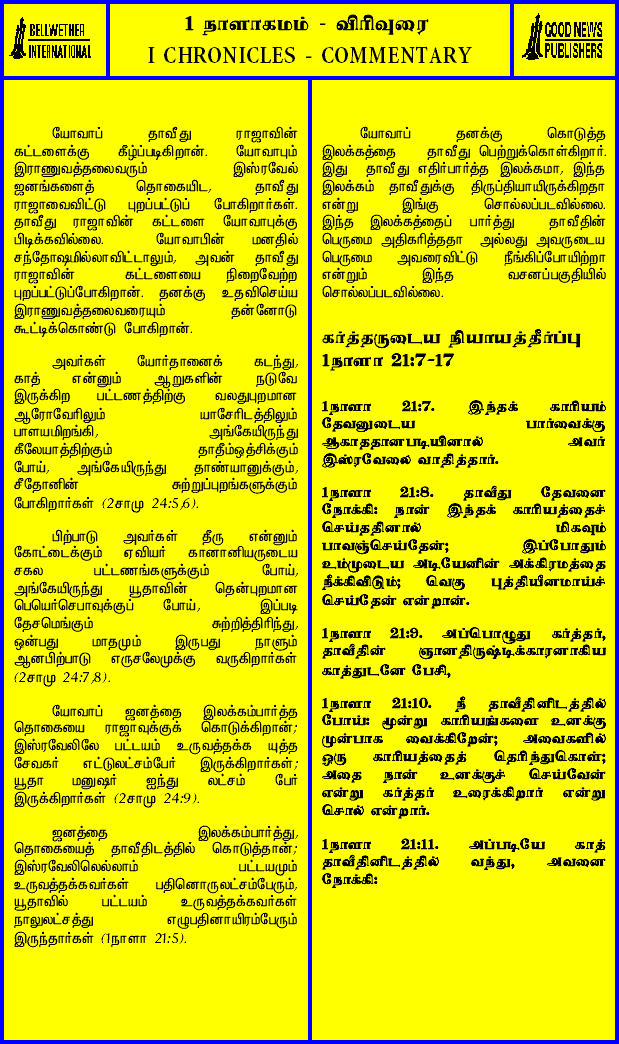 BELLWETHER
INTERNATIONAL
1 நாளாகமம் - விரிவுரை
I CHRONICLES - COMMENTARY
GOOD NEWS
PUBLISHERS
யோவாப் தாவீது ராஜாவின்
கட்டளைக்கு கீழ்ப்படிகிறான். யோவாபும்
இராணுவத்தலைவரும் இஸ்ரவேல்
ஜனங்களைத் தொகையிட, தாவீது
ராஜாவைவிட்டு புறப்பட்டுப் போகிறார்கள்.
தாவீது ராஜாவின் கட்டளை யோவாபுக்கு
பிடிக்கவில்லை. யோவாபின் மனதில்
சந்தோஷமில்லாவிட்டாலும், அவன் தாவீது
ராஜாவின் கட்டளையை நிறைவேற்ற
புறப்பட்டுப்போகிறான். தனக்கு உதவிசெய்ய
இராணுவத்தலைவரையும் தன்னோடு
கூட்டிக்கொண்டு போகிறான்.
அவர்கள் யோர்தானைக் கடந்து,
காத் என்னும் ஆறுகளின் நடுவே
இருக்கிற பட்டணத்திற்கு வலதுபுறமான
ஆரோவேரிலும் யாசேரிடத்திலும்
பாளயமிறங்கி, அங்கேயிருந்து
கீலேயாத்திற்கும் தாதீம்ஒத்சிக்கும்
போய், அங்கேயிருந்து தாண்யானுக்கும்,
சீதோனின் சுற்றுப்புறங்களுக்கும்
போகிறார்கள் (2சாமு 24:5,6).
பிற்பாடு அவர்கள் தீரு என்னும்
கோட்டைக்கும் ஏவியர் கானானியருடைய
சகல பட்டணங்களுக்கும் போய்,
அங்கேயிருந்து யூதாவின் தென்புறமான
பெயெர்செபாவுக்குப் போய், இப்படி
தேசமெங்கும் சுற்றித்திரிந்து,
ஒன்பது மாதமும் இருபது நாளும்
ஆனபிற்பாடு எருசலேமுக்கு வருகிறார்கள்
(2சாமு 24:7,8).
யோவாப் ஜனத்தை இலக்கம்பார்த்த
தொகையை ராஜாவுக்குக் கொடுக்கிறான்;
இஸ்ரவேலிலே பட்டயம் உருவத்தக்க யுத்த
சேவகர் எட்டுலட்சம்பேர் இருக்கிறார்கள்;
யூதா மனுஷர் ஐந்து லட்சம் பேர்
இருக்கிறார்கள் (2சாமு 24:9).
ஜனத்தை இலக்கம்பார்த்து,
தொகையைத் தாவீதிடத்தில் கொடுத்தான்;
இஸ்ரவேலிலெல்லாம் பட்டயமும்
உருவத்தக்கவர்கள் பதினொருலட்சம்பேரும்,
யூதாவில் பட்டயம் உருவத்தக்கவர்கள்
நாலுலட்சத்து எழுபதினாயிரம்பேரும்
இருந்தார்கள் (1நாளா 21:5).
யோவாப் தனக்கு கொடுத்த
இலக்கத்தை தாவீது பெற்றுக்கொள்கிறார்.
இது தாவீது எதிர்பார்த்த இலக்கமா, இந்த
இலக்கம் தாவீதுக்கு திருப்தியாயிருக்கிறதா
என்று இங்கு சொல்லப்படவில்லை.
இந்த இலக்கத்தைப் பார்த்து தாவீதின்
பெருமை அதிகரித்ததா அல்லது அவருடைய
பெருமை அவரைவிட்டு நீங்கிப்போயிற்றா
என்றும் இந்த வசனப்பகுதியில்
சொல்லப்படவில்லை.
கர்த்தருடைய நியாயத்தீர்ப்பு
1நாளா 21:7-17
1நாளா 21:7. இந்தக் காரியம்
தேவனுடைய பார்வைக்கு
ஆகாததானபடியினால் அவர்
இஸ்ரவேலை வாதித்தார்.
1நாளா 21:8. தாவீது தேவனை
நோக்கி: நான் இந்தக் காரியத்தைச்
செய்ததினால் மிகவும்
பாவஞ்செய்தேன்; இப்போதும்
உம்முடைய அடியேனின் அக்கிரமத்தை
நீக்கிவிடும்; வெகு புத்தியீனமாய்ச்
செய்தேன் என்றான்.
1நாளா 21:9. அப்பொழுது கர்த்தர்,
தாவீதின் ஞானதிருஷ்டிக்காரனாகிய
காத்துடனே பேசி,
1நாளா 21:10. நீ தாவீதினிடத்தில்
போய்: மூன்று காரியங்களை உனக்கு
முன்பாக வைக்கிறேன்; அவைகளில்
ஒரு காரியத்தைத் தெரிந்துகொள்;
அதை நான் உனக்குச் செய்வேன்
என்று கர்த்தர் உரைக்கிறார் என்று
சொல் என்றார்.
1நாளா 21:11. அப்படியே காத்
தாவீதினிடத்தில் வந்து, அவனை
நோக்கி: